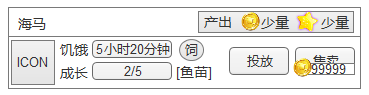 海马
产出 少量 少量
ICON
饥饿 5小时20分钟 饲
成长 2/5 [鱼苗]
投放
售卖
99999